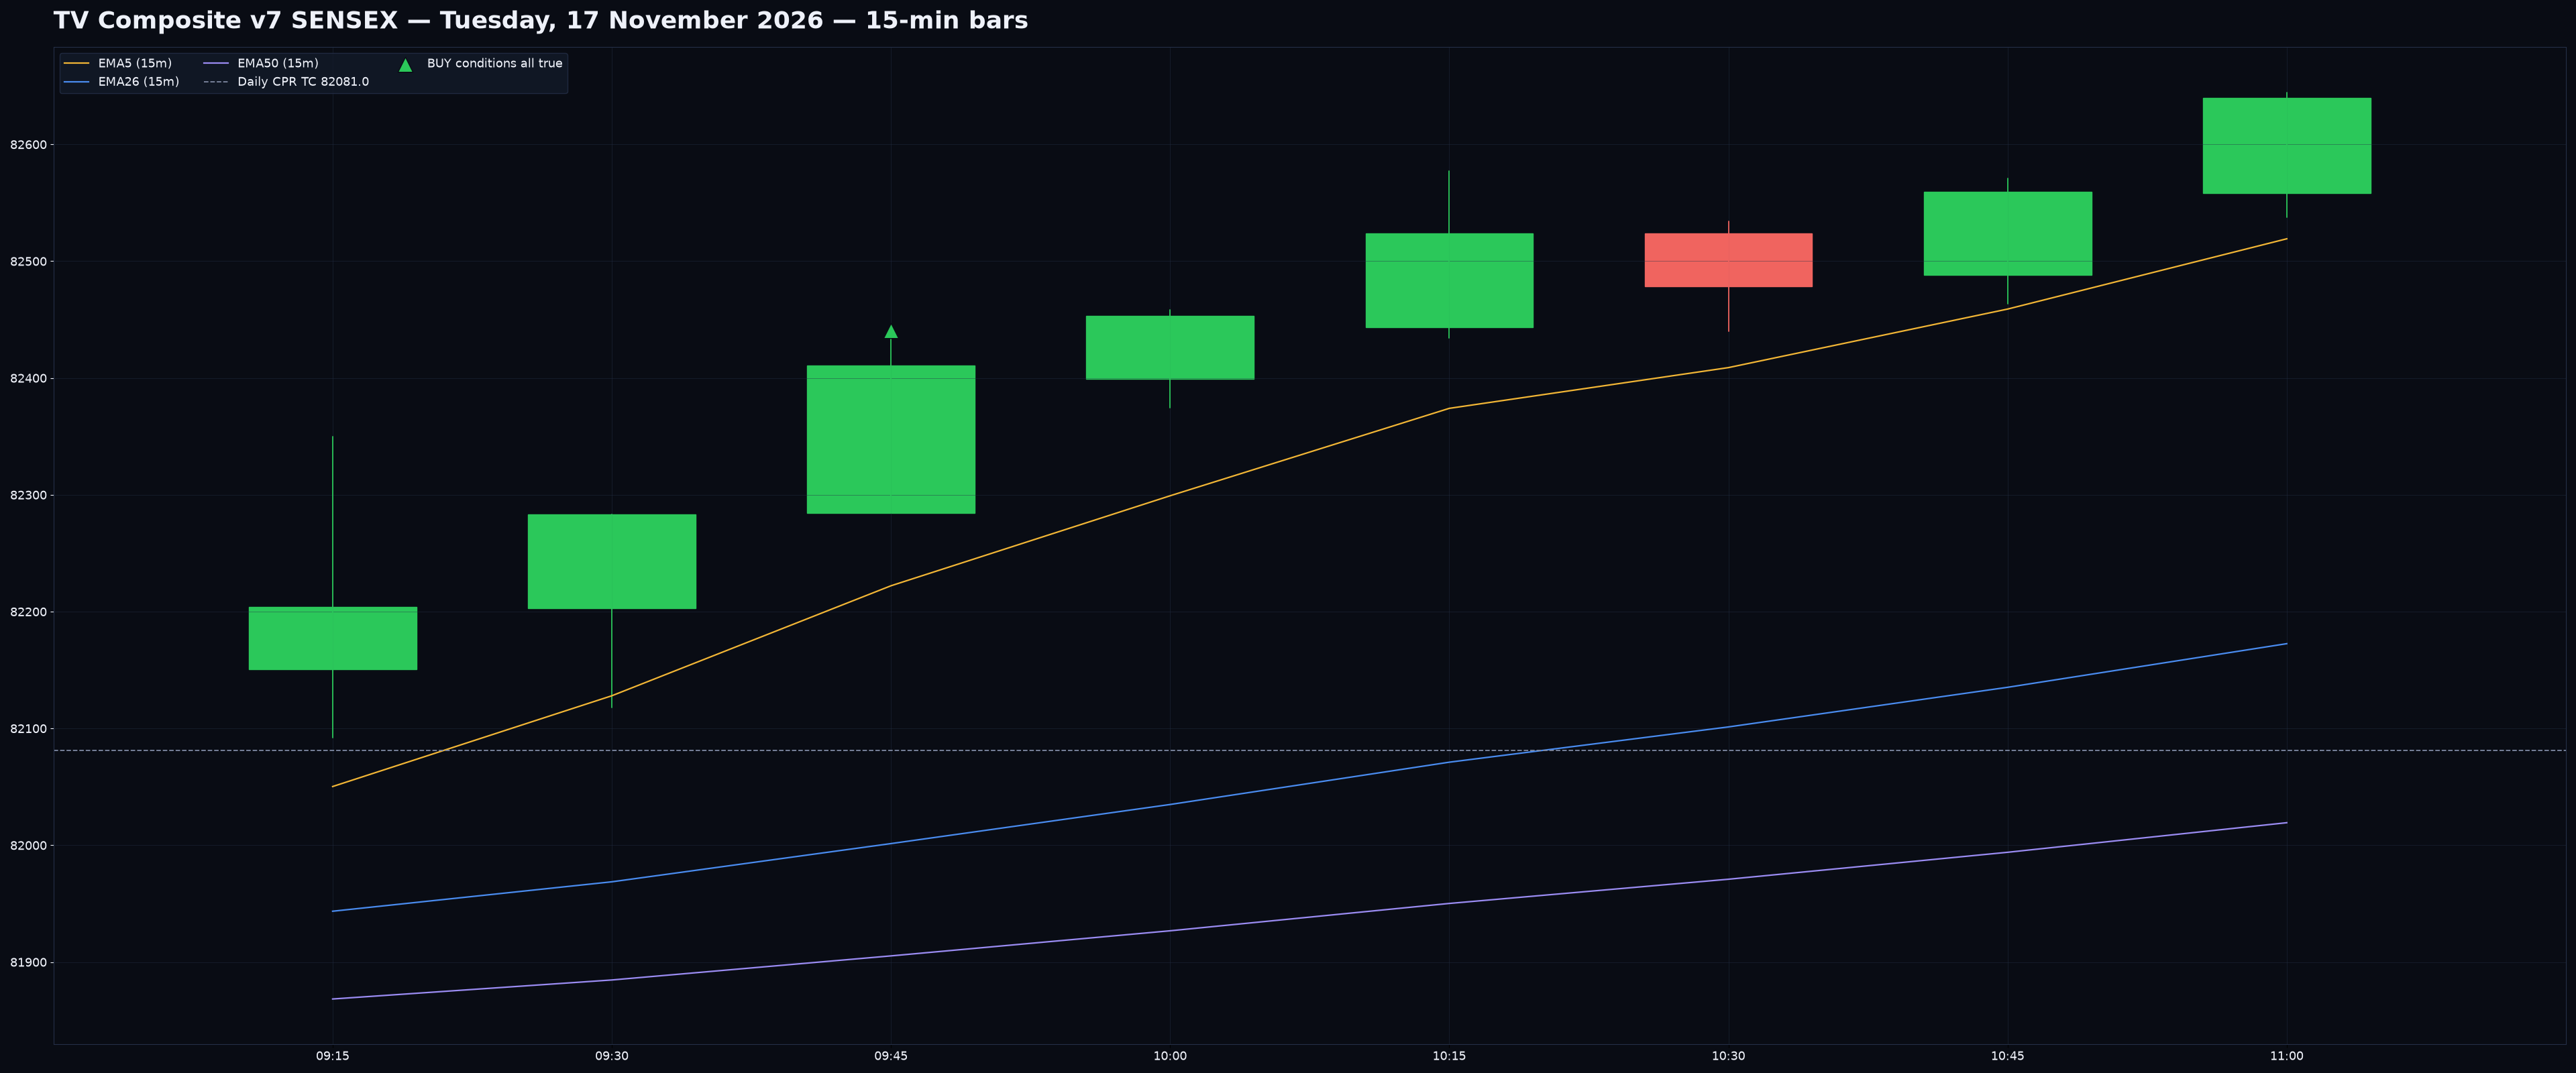 TV Composite v7 SENSEX — Tuesday, 17 November 2026 — 15-min bars
EMA5 (15m)
EMA26 (15m)
EMA50 (15m)
Daily CPR TC 82081.0
BUY conditions all true
82600
82500
82400
82300
82200
82100
82000
81900
09:15 09:30 09:45 10:00 10:15 10:30 10:45 11:00